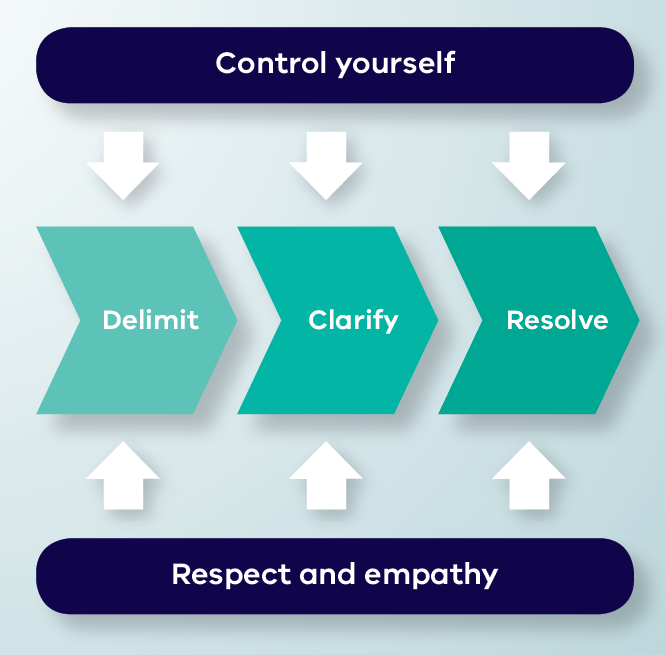 Control yourself
Delimit
Clarify
Resolve
Respect and empathy